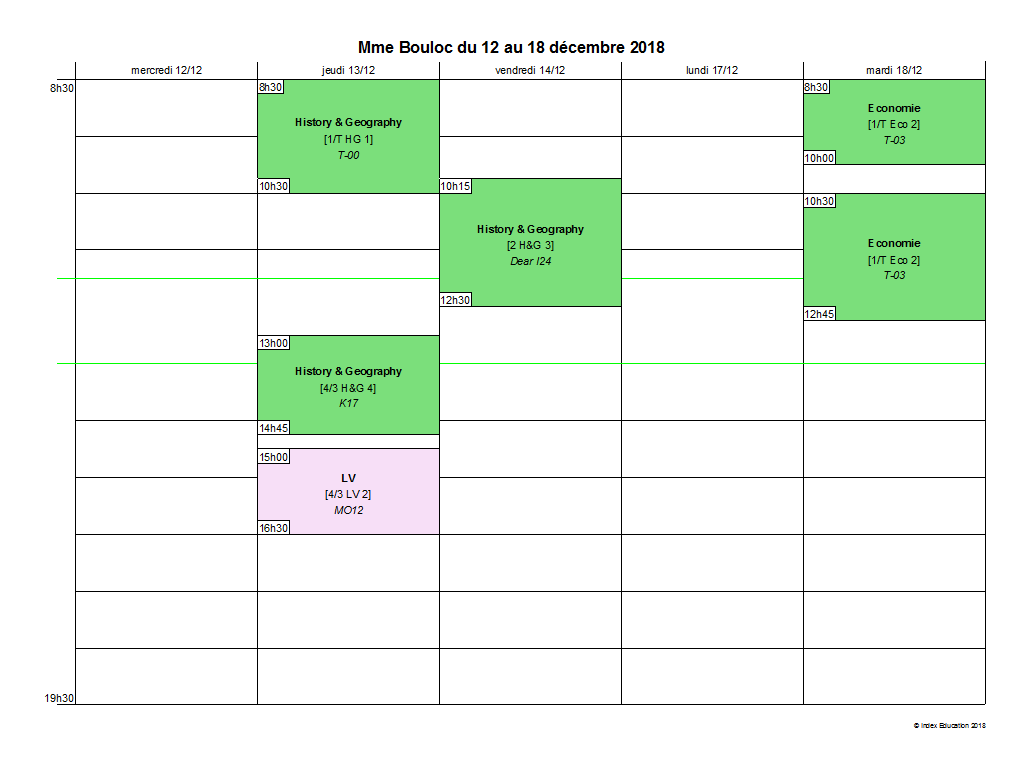 Mme Bouloc du 12 au 18 décembre 2018
mercredi 12/12
jeudi 13/12
vendredi 14/12
lundi 17/12
mardi 18/12
8h30
8h30
History & Geography
[1/T HG 1]
T-00
10h30
13h00
History & Geography
[4/3 H&G 4]
K17
14h45
15h00
LV
[4/3 LV 2]
MO12
16h30
10h15
History & Geography
[2 H&G 3]
Dear I24
12h30
8h30
Economie
[1/T Eco 2]
T-03
10h00
10h30
Economie
[1/T Eco 2]
T-03
12h45
19h30
© Index Education 2018